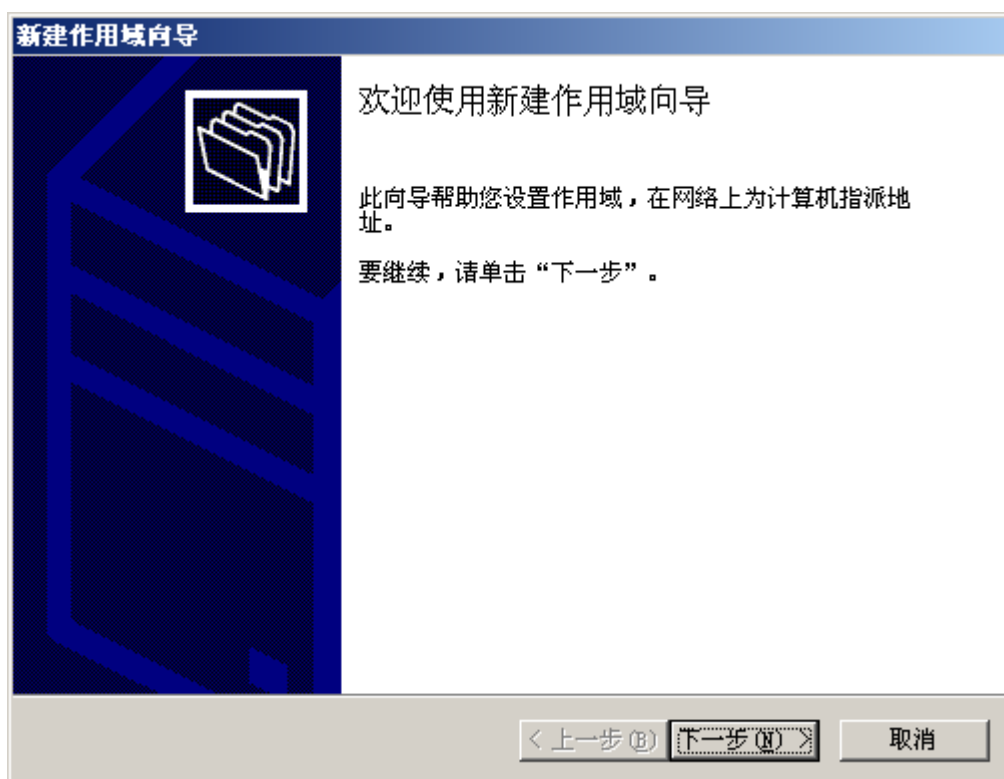 新建作用域向导
欢迎使用新建作用域向导
此向导帮助您设置作用域，在网络上为计算机指派地
址。
要继续，请单击“下一步”。
< 上一步(B) 下一步(N) > 取消